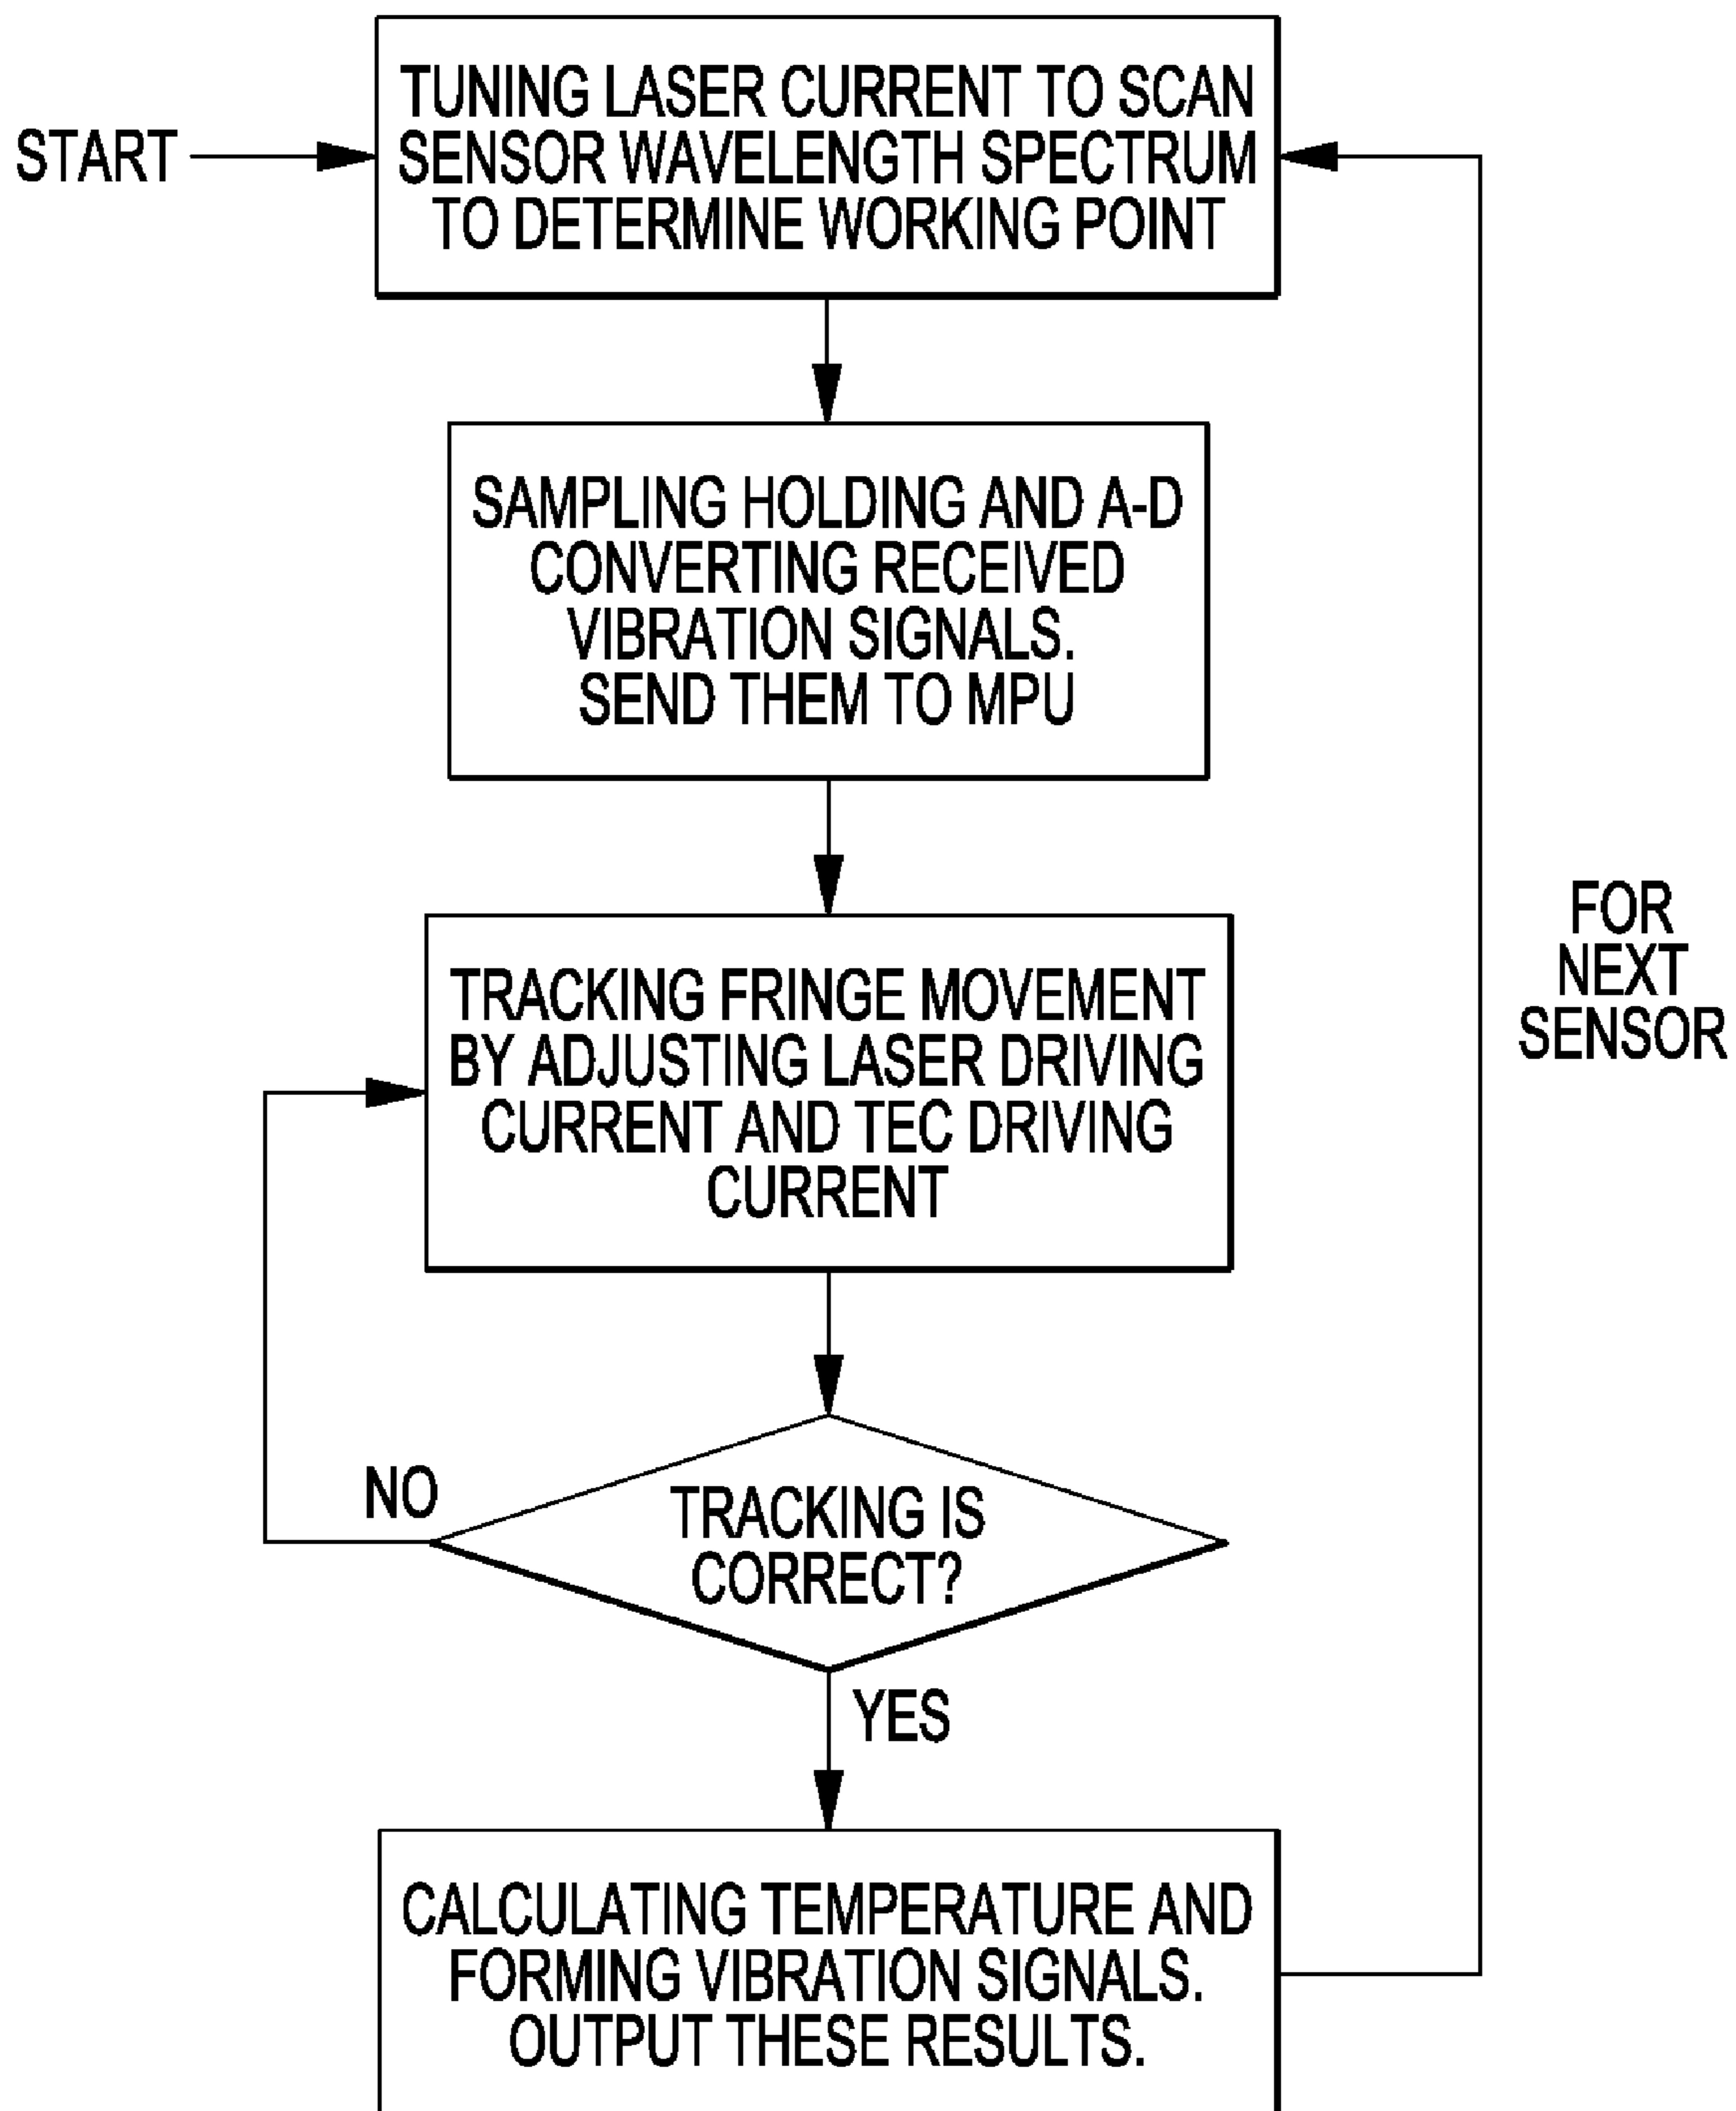 START
TUNING LASER CURRENT TO SCAN
SENSOR WAVELENGTH SPECTRUM
TO DETERMINE WORKING POINT
SAMPLING HOLDING AND A-D
CONVERTING RECEIVED
VIBRATION SIGNALS.
SEND THEM TO MPU
TRACKING FRINGE MOVEMENT
BY ADJUSTING LASER DRIVING
CURRENT AND TEC DRIVING
CURRENT
FOR
NEXT
SENSOR
NO
TRACKING IS
CORRECT?
YES
CALCULATING TEMPERATURE AND
FORMING VIBRATION SIGNALS.
OUTPUT THESE RESULTS.